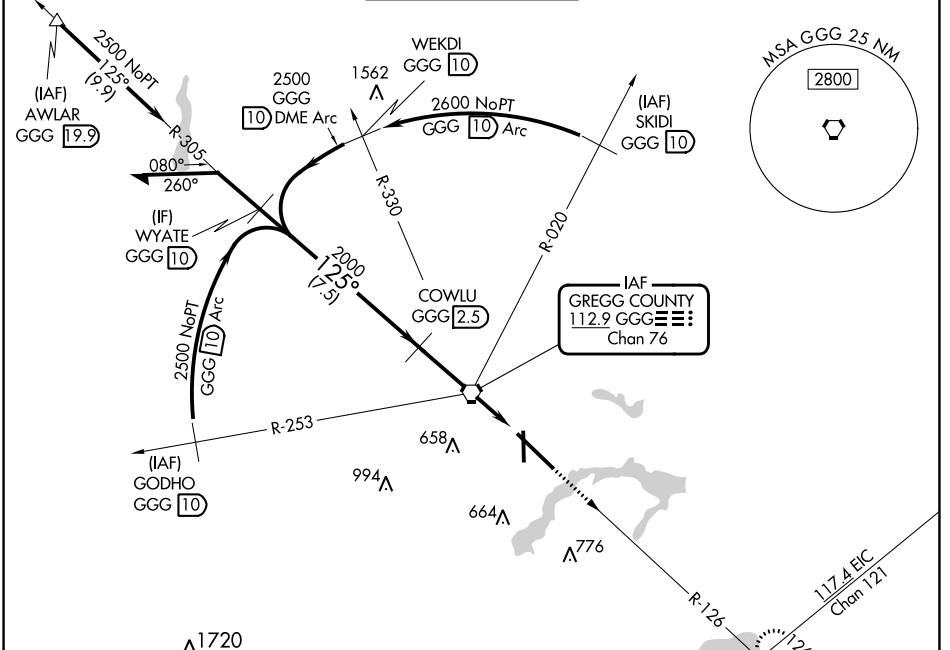 2500 NoPT
125°
(9.9)
(IAF)
AWLAR
GGG 19.9
R-305
080°
260°
(IF)
WYATE
GGG 10
2500
GGG
10 DME Arc
1562
WEKDI
GGG 10
2600 NoPT
GGG 10 Arc
(IAF)
SKIDI
GGG 10
MSA GGG 25 NM
2800
R-330
R-020
2000
125°
(7.5)
COWLU
GGG 2.5
IAF
GREGG COUNTY
112.9 GGG
Chan 76
2500 NoPT
GGG 10 Arc
R-253
(IAF)
GODHO
GGG 10
658
994
664
776
R-126
117.4 EIC
Chan 121
1720